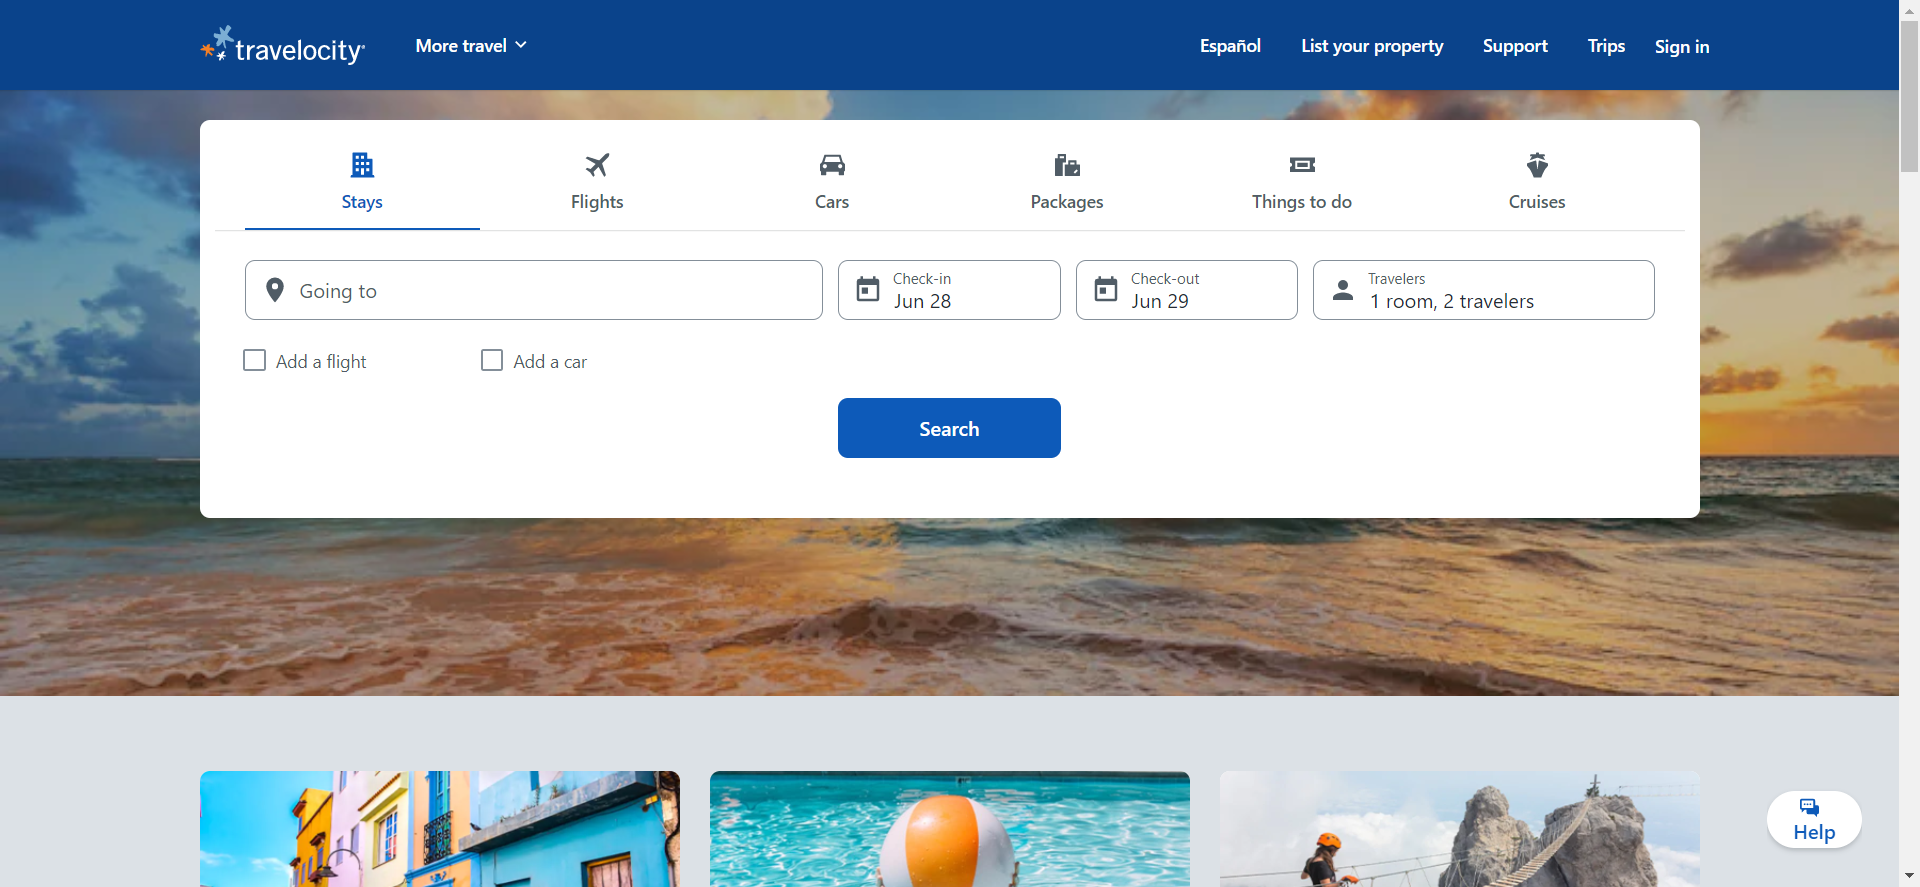 travelocity
More travel
Español
List your property
Support
Trips
Sign in
Stays
Flights
Cars
Packages
Things to do
Cruises
Going to
Check-in
Jun 28
Check-out
Jun 29
Travelers
1 room, 2 travelers
Add a flight
Add a car
Search
Help